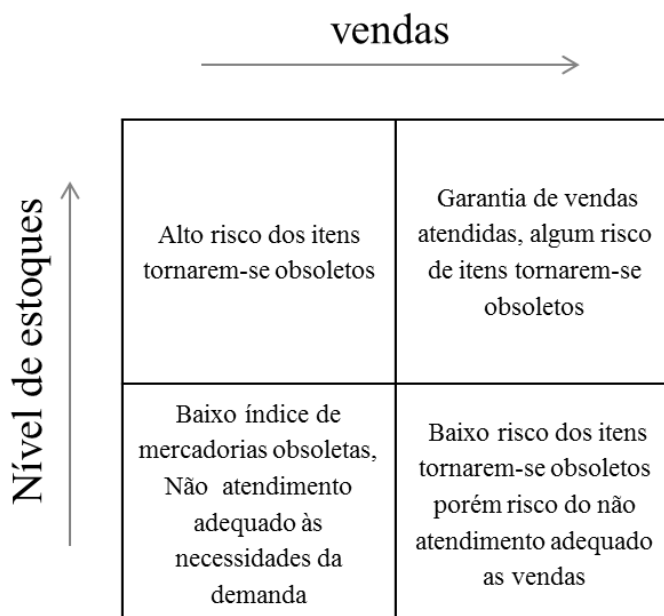 vendas
Nível de estoques
Alto risco dos itens
tornarem-se obsoletos
Garantia de vendas
atendidas, algum risco
de itens tornarem-se
obsoletos
Baixo índice de
mercadorias obsoletas,
Não atendimento
adequado às
necessidades da
demanda
Baixo risco dos itens
tornarem-se obsoletos
porém risco do não
atendimento adequado
as vendas